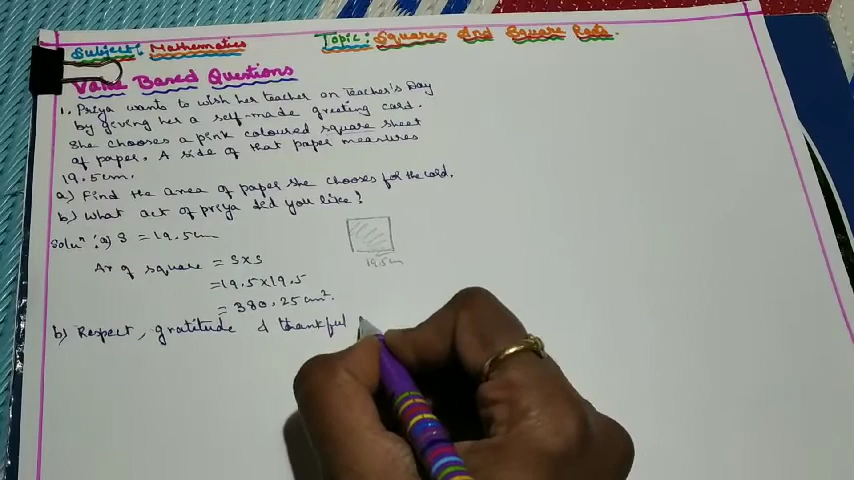 Subject: Mathematics
Topic: Squares And Square Roots.
Value Based Questions
1. Priya wants to wish her teacher on Teacher's Day
by giving her a self-made greeting card.
She chooses a pink coloured square sheet
of paper. A side of that paper measures
19.5cm.
a) Find the area of paper she chooses for the card.
b) What act of priya did you like?
Soluⁿ: a) S = 19.5cm
Ar of square = S×S
= 19.5×19.5
= 380.25 cm².
19.5cm
b) Respect, gratitude & thankful